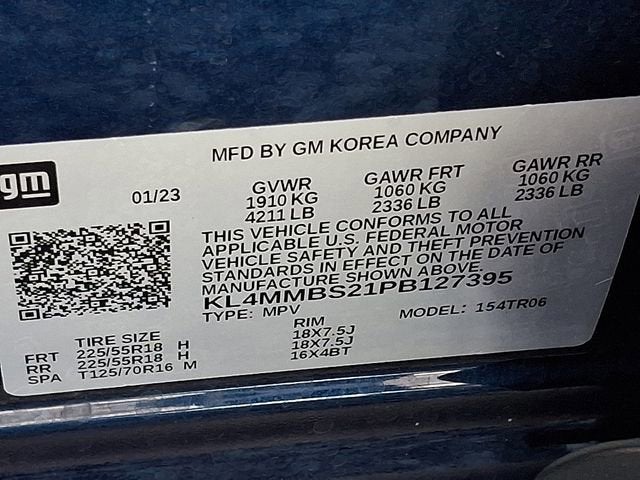 MFD BY GM KOREA COMPANY
gm
01/23
GVWR GAWR FRT GAWR RR
1910 KG 1060 KG 1060 KG
4211 LB 2336 LB 2336 LB
THIS VEHICLE CONFORMS TO ALL
APPLICABLE U.S. FEDERAL MOTOR
VEHICLE SAFETY AND THEFT PREVENTION
STANDARDS IN EFFECT ON THE DATE OF
MANUFACTURE SHOWN ABOVE.
KL4MMBS21PB127395
TYPE: MPV MODEL: 154TR06
TIRE SIZE RIM
FRT 225/55R18 H 18X7.5J
RR 225/55R18 H 18X7.5J
SPA T125/70R16 M 16X4BT